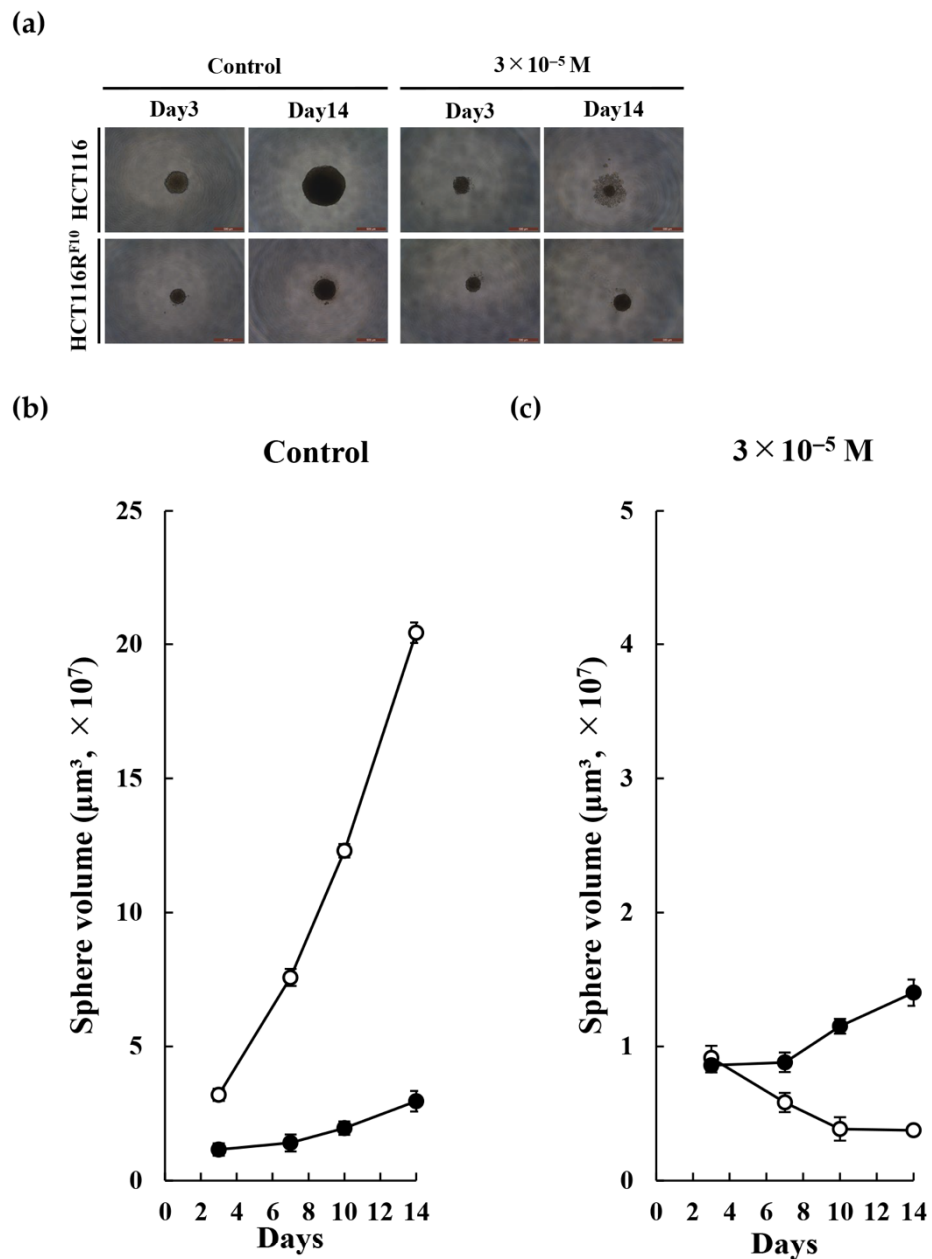 (a)
Control 3 × 10⁻⁵ M
Day3 Day14 Day3 Day14
HCT116
HCT116Rᶠ¹⁰
(b) (c)
Control 3 × 10⁻⁵ M
Sphere volume (µm³, × 10⁷)
25
20
15
10
5
0
0 2 4 6 8 10 12 14
Days
Sphere volume (µm³, × 10⁷)
5
4
3
2
1
0
0 2 4 6 8 10 12 14
Days